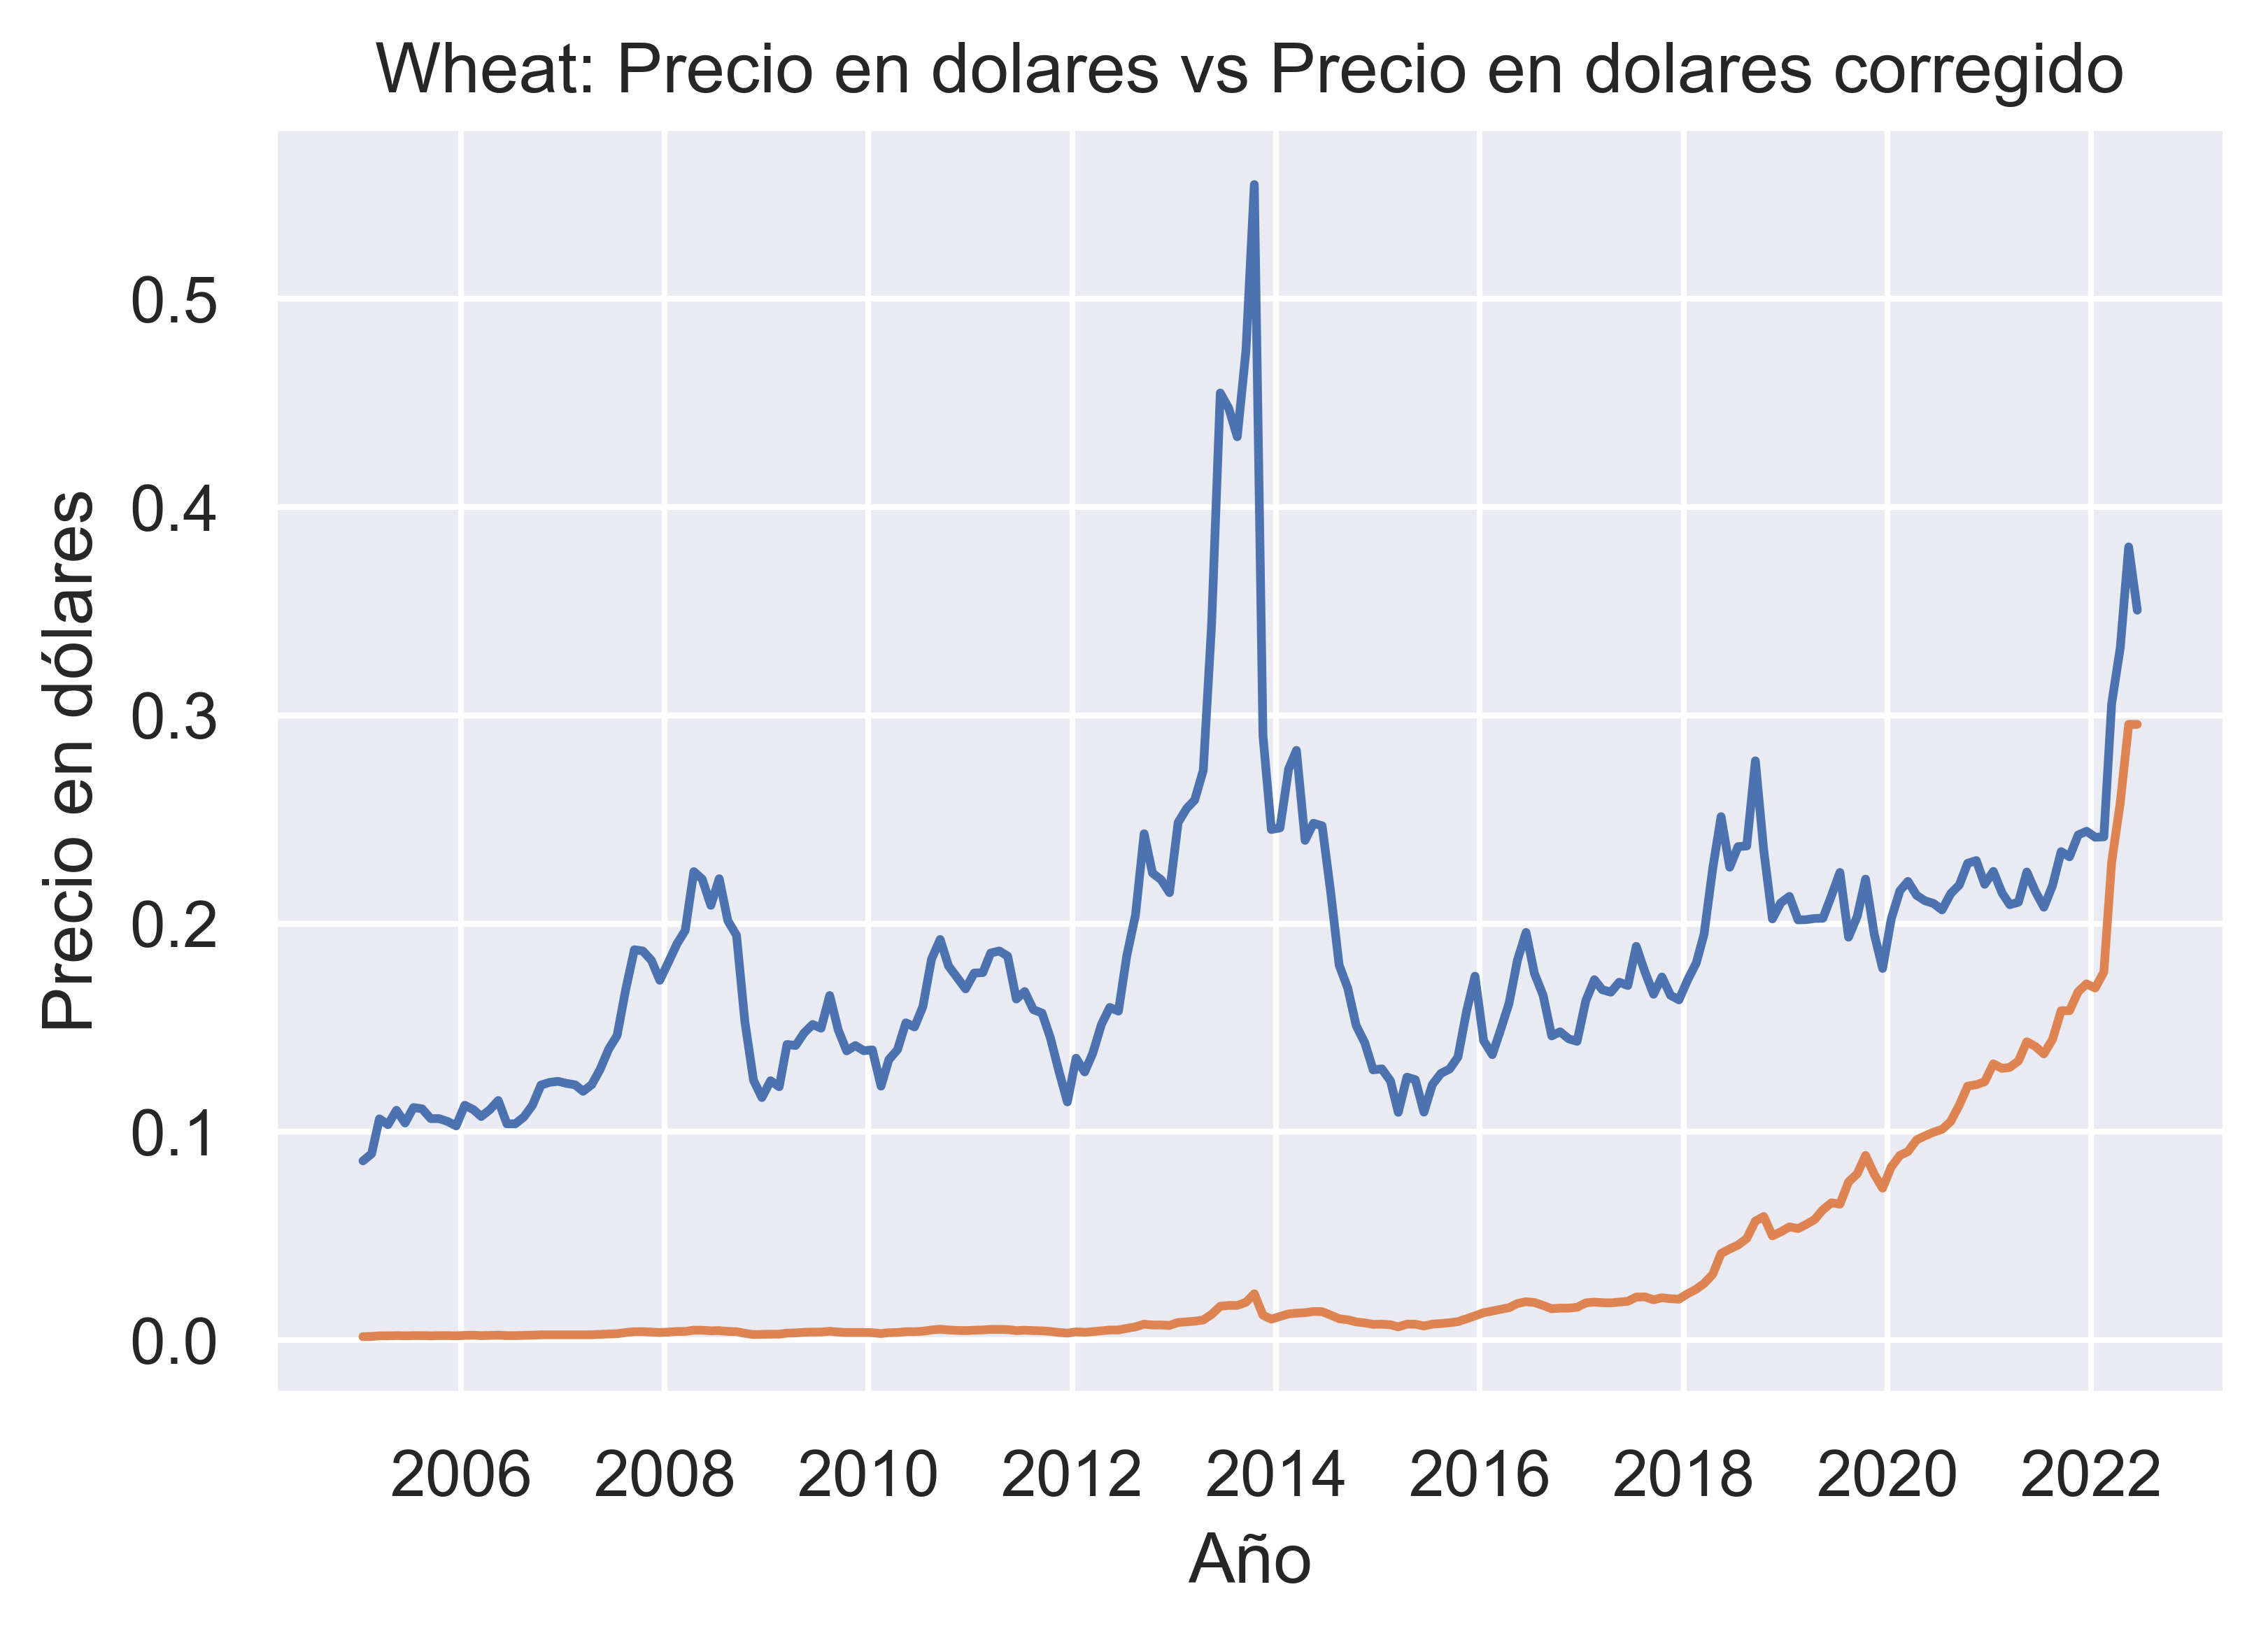 Wheat: Precio en dolares vs Precio en dolares corregido
0.5
0.4
0.3
0.2
0.1
0.0
Precio en dólares
2006 2008 2010 2012 2014 2016 2018 2020 2022
Año